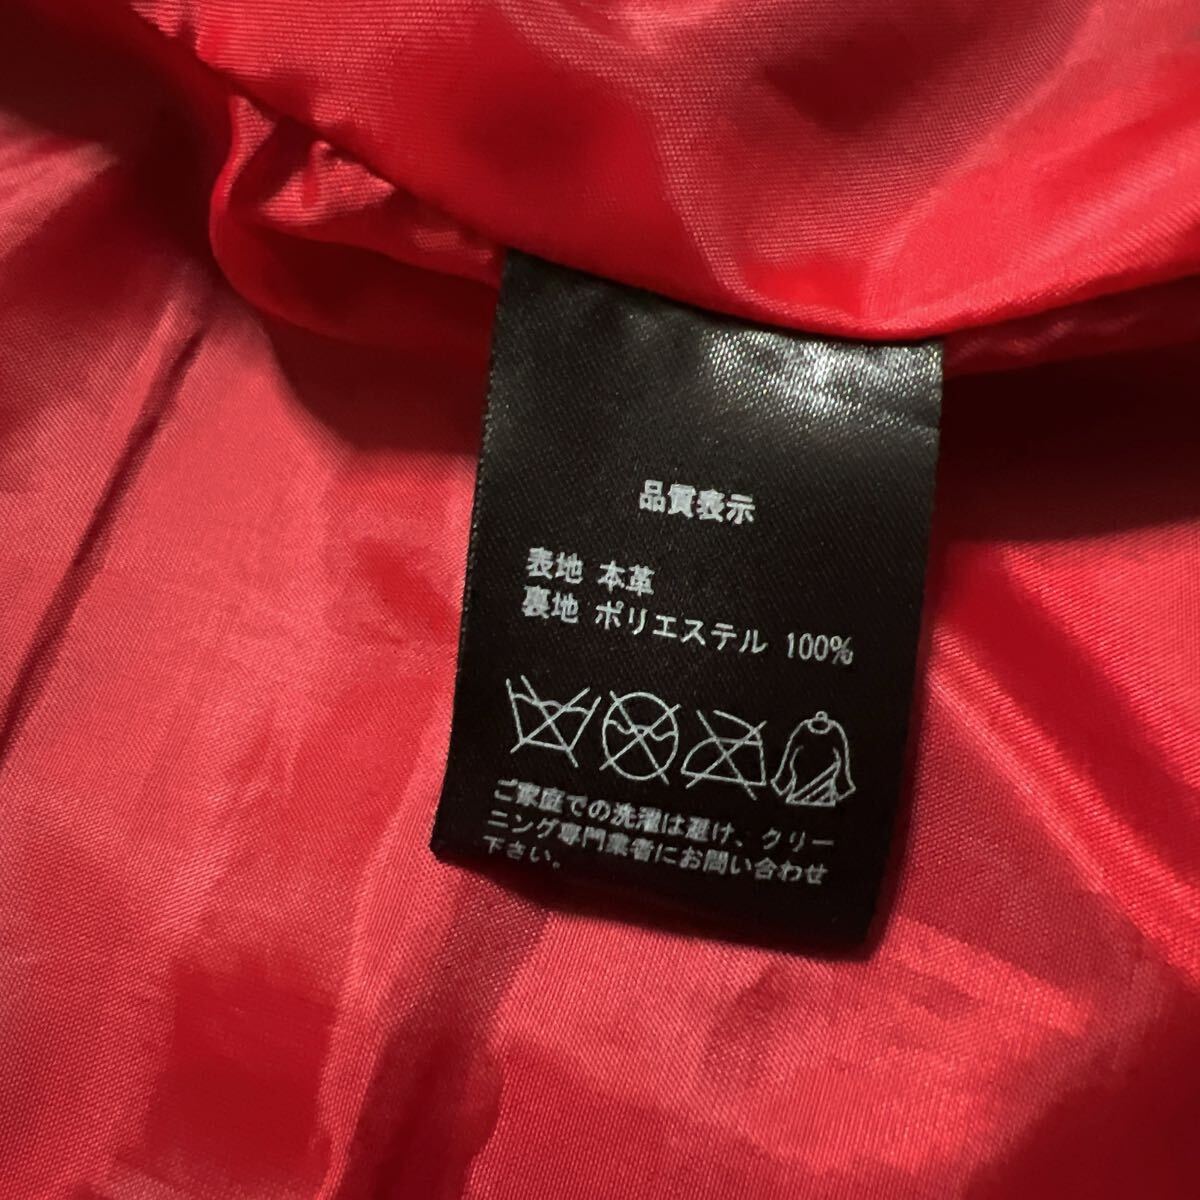 品質表示
表地 本革
裏地 ポリエステル 100%
ご家庭での洗濯は避け、クリー
ニング専門業者にお問い合わせ
下さい。